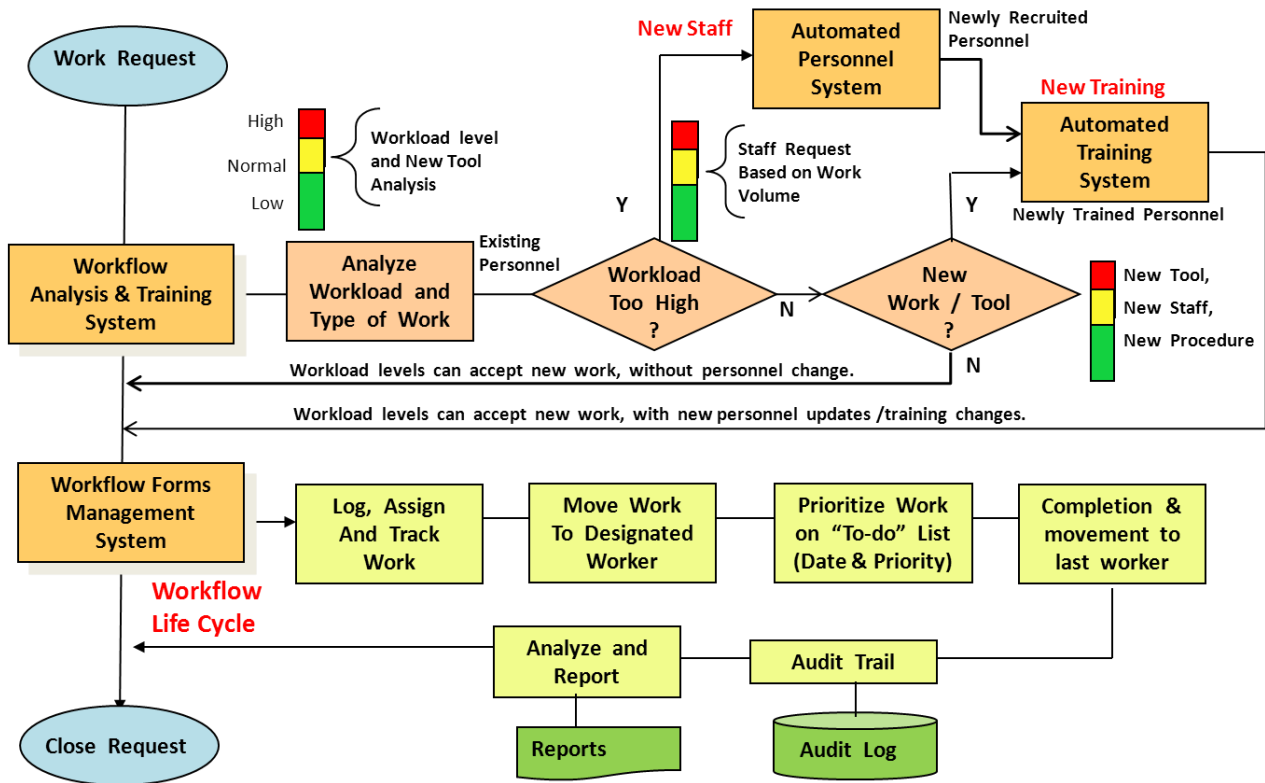 Work Request
High
Normal
Low
Workload level
and New Tool
Analysis
New Staff
Automated
Personnel
System
Newly Recruited
Personnel
New Training
Automated
Training
System
Newly Trained Personnel
Staff Request
Based on Work
Volume
Y
Y
Workflow
Analysis & Training
System
Analyze
Workload and
Type of Work
Existing
Personnel
Workload
Too High
?
N
New
Work / Tool
?
N
New Tool,
New Staff,
New Procedure
Workload levels can accept new work, without personnel change.
Workload levels can accept new work, with new personnel updates /training changes.
Workflow Forms
Management
System
Log, Assign
And Track
Work
Move Work
To Designated
Worker
Prioritize Work
on “To-do” List
(Date & Priority)
Completion &
movement to
last worker
Workflow
Life Cycle
Analyze and
Report
Audit Trail
Reports
Audit Log
Close Request